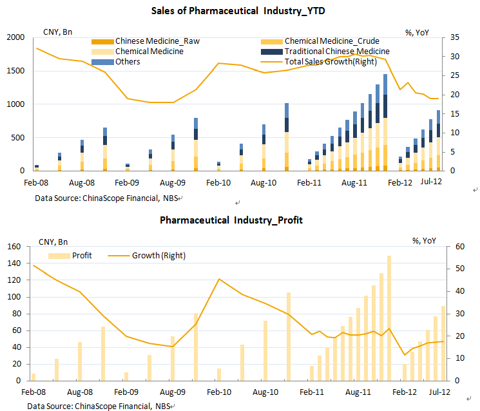 Sales of Pharmaceutical Industry_YTD
CNY, Bn %, YoY
Chinese Medicine_Raw Chinese Medicine_Crude
Chemical Medicine Traditional Chinese Medicine
Others Total Sales Growth(Right)
2000 35
30
1500 25
20
1000
15
500 10
5
0 0
Feb-08 Aug-08 Feb-09 Aug-09 Feb-10 Aug-10 Feb-11 Aug-11 Feb-12 Jul-12
Data Source: ChinaScope Financial, NBS
Pharmaceutical Industry_Profit
CNY, Bn %, YoY
Profit Growth (Right)
160 60
140 50
120
100 40
80 30
60
20
40
20 10
0 0
Feb-08 Aug-08 Feb-09 Aug-09 Feb-10 Aug-10 Feb-11 Aug-11 Feb-12 Jul-12
Data Source: ChinaScope Financial, NBS